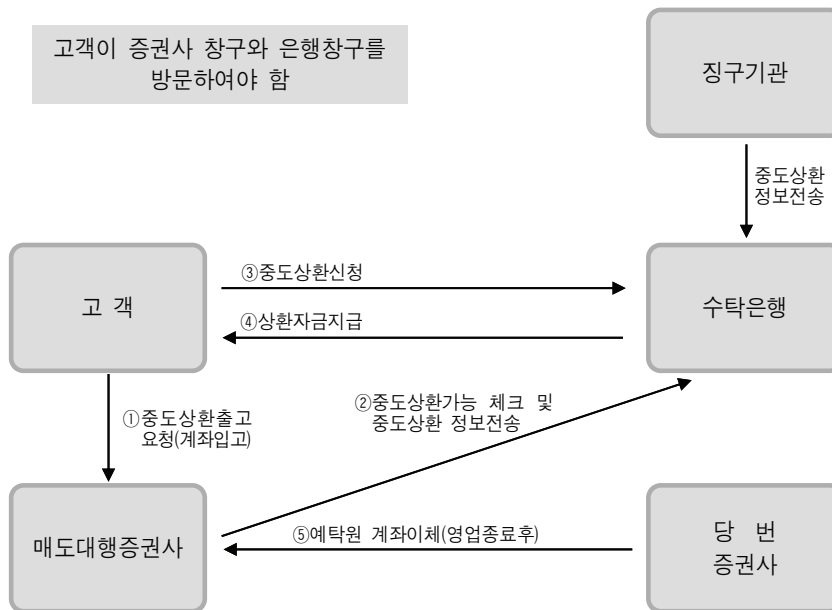 고객이 증권사 창구와 은행창구를
방문하여야 함
징구기관
중도상환
정보전송
고 객
③중도상환신청
④상환자금지급
수탁은행
①중도상환출고
요청(계좌입고)
②중도상환가능 체크 및
중도상환 정보전송
매도대행증권사
⑤예탁원 계좌이체(영업종료후)
당 번
증권사